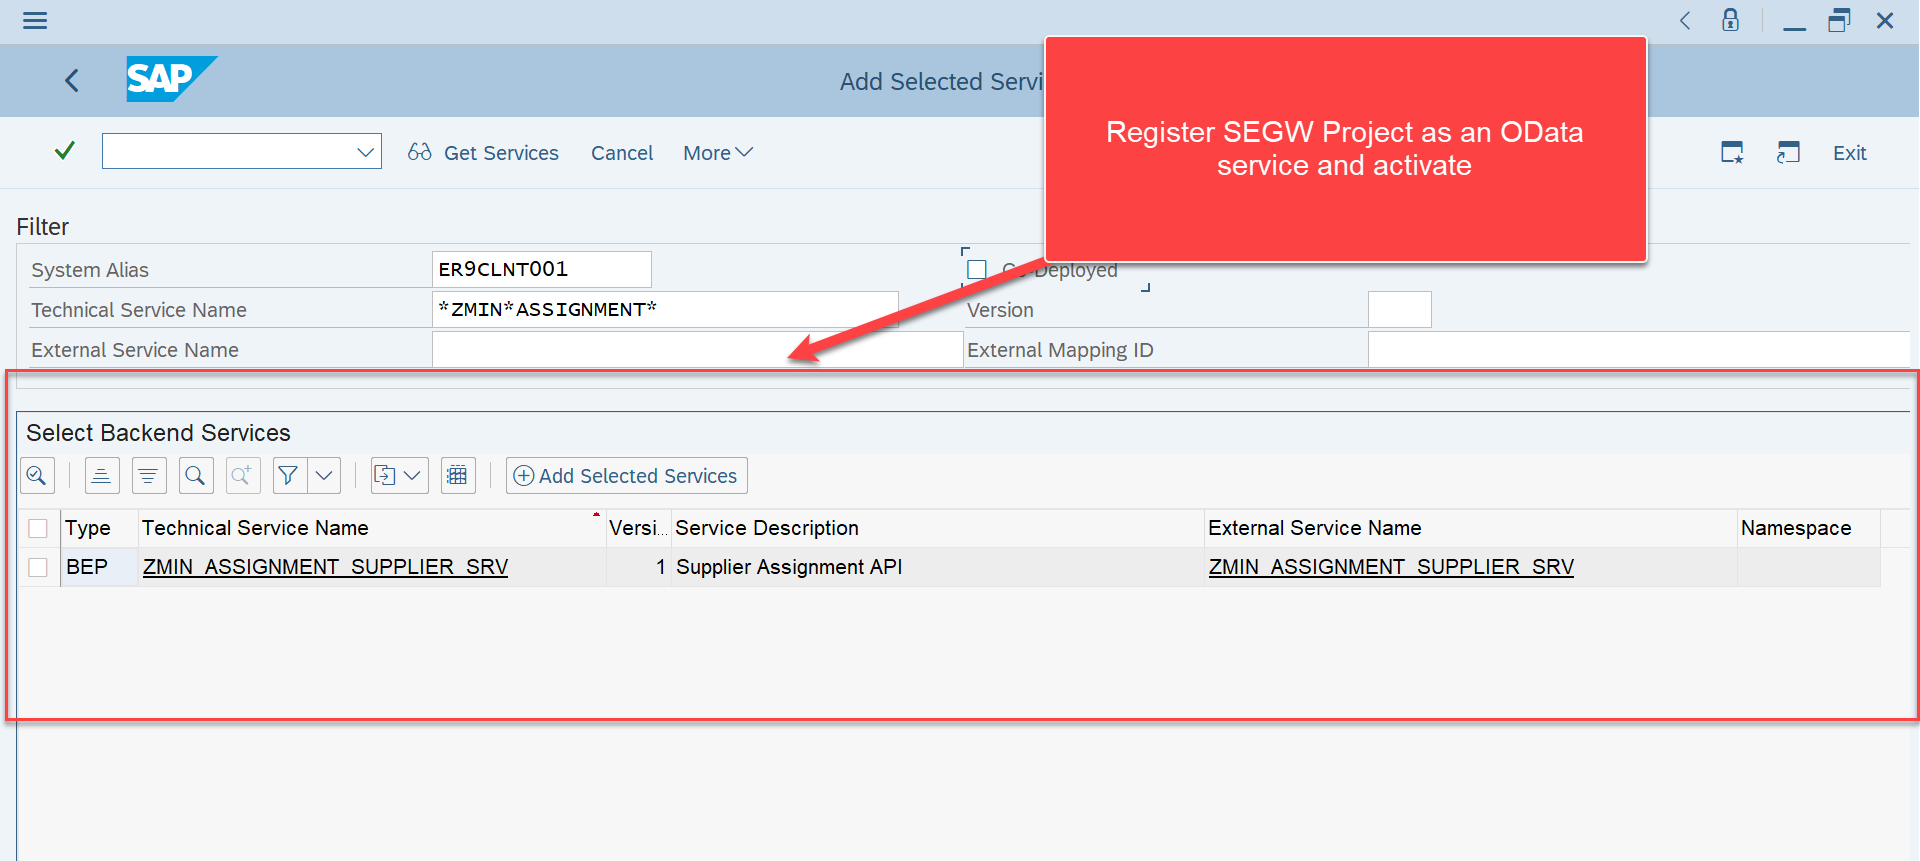 SAP
Add Selected Servi
Get Services
Cancel
More
Register SEGW Project as an OData
service and activate
Exit
Filter
System Alias
ER9CLNT001
Co-Deployed
Technical Service Name
*ZMIN*ASSIGNMENT*
Version
External Service Name
External Mapping ID
Select Backend Services
Add Selected Services
Type
Technical Service Name
Versi...
Service Description
External Service Name
Namespace
BEP
ZMIN_ASSIGNMENT_SUPPLIER_SRV
1
Supplier Assignment API
ZMIN_ASSIGNMENT_SUPPLIER_SRV